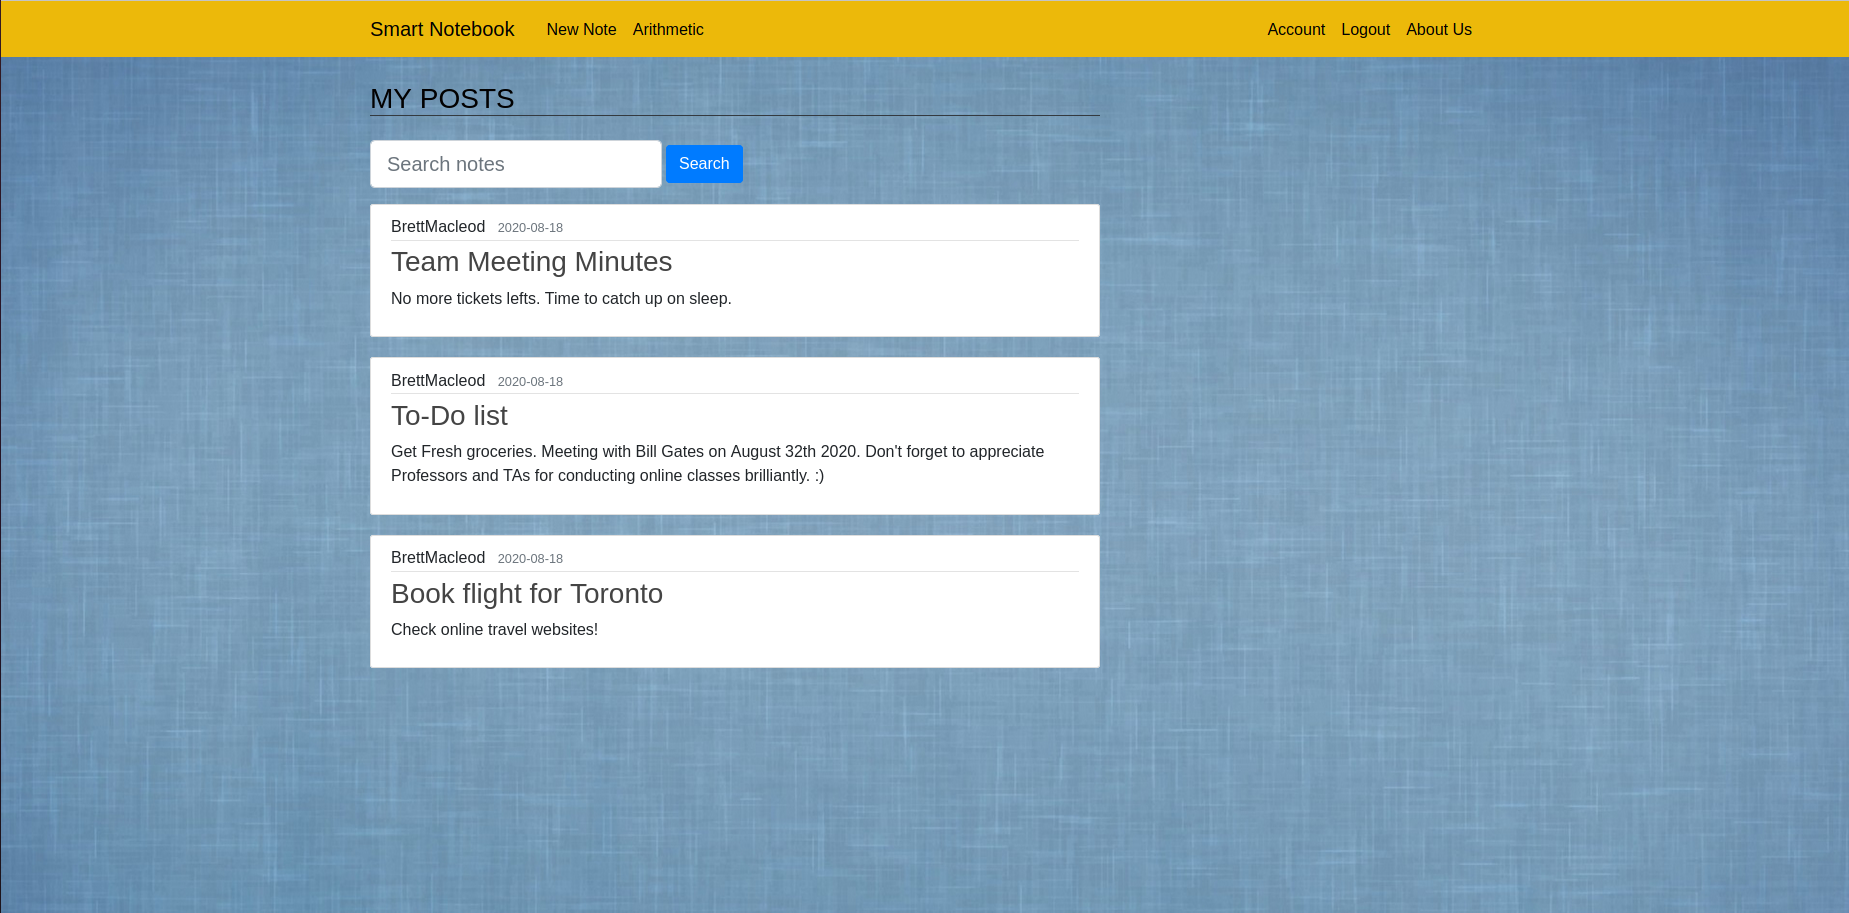 Smart Notebook New Note Arithmetic Account Logout About Us
MY POSTS
Search notes Search
BrettMacleod 2020-08-18
Team Meeting Minutes
No more tickets lefts. Time to catch up on sleep.
BrettMacleod 2020-08-18
To-Do list
Get Fresh groceries. Meeting with Bill Gates on August 32th 2020. Don't forget to appreciate
Professors and TAs for conducting online classes brilliantly. :)
BrettMacleod 2020-08-18
Book flight for Toronto
Check online travel websites!